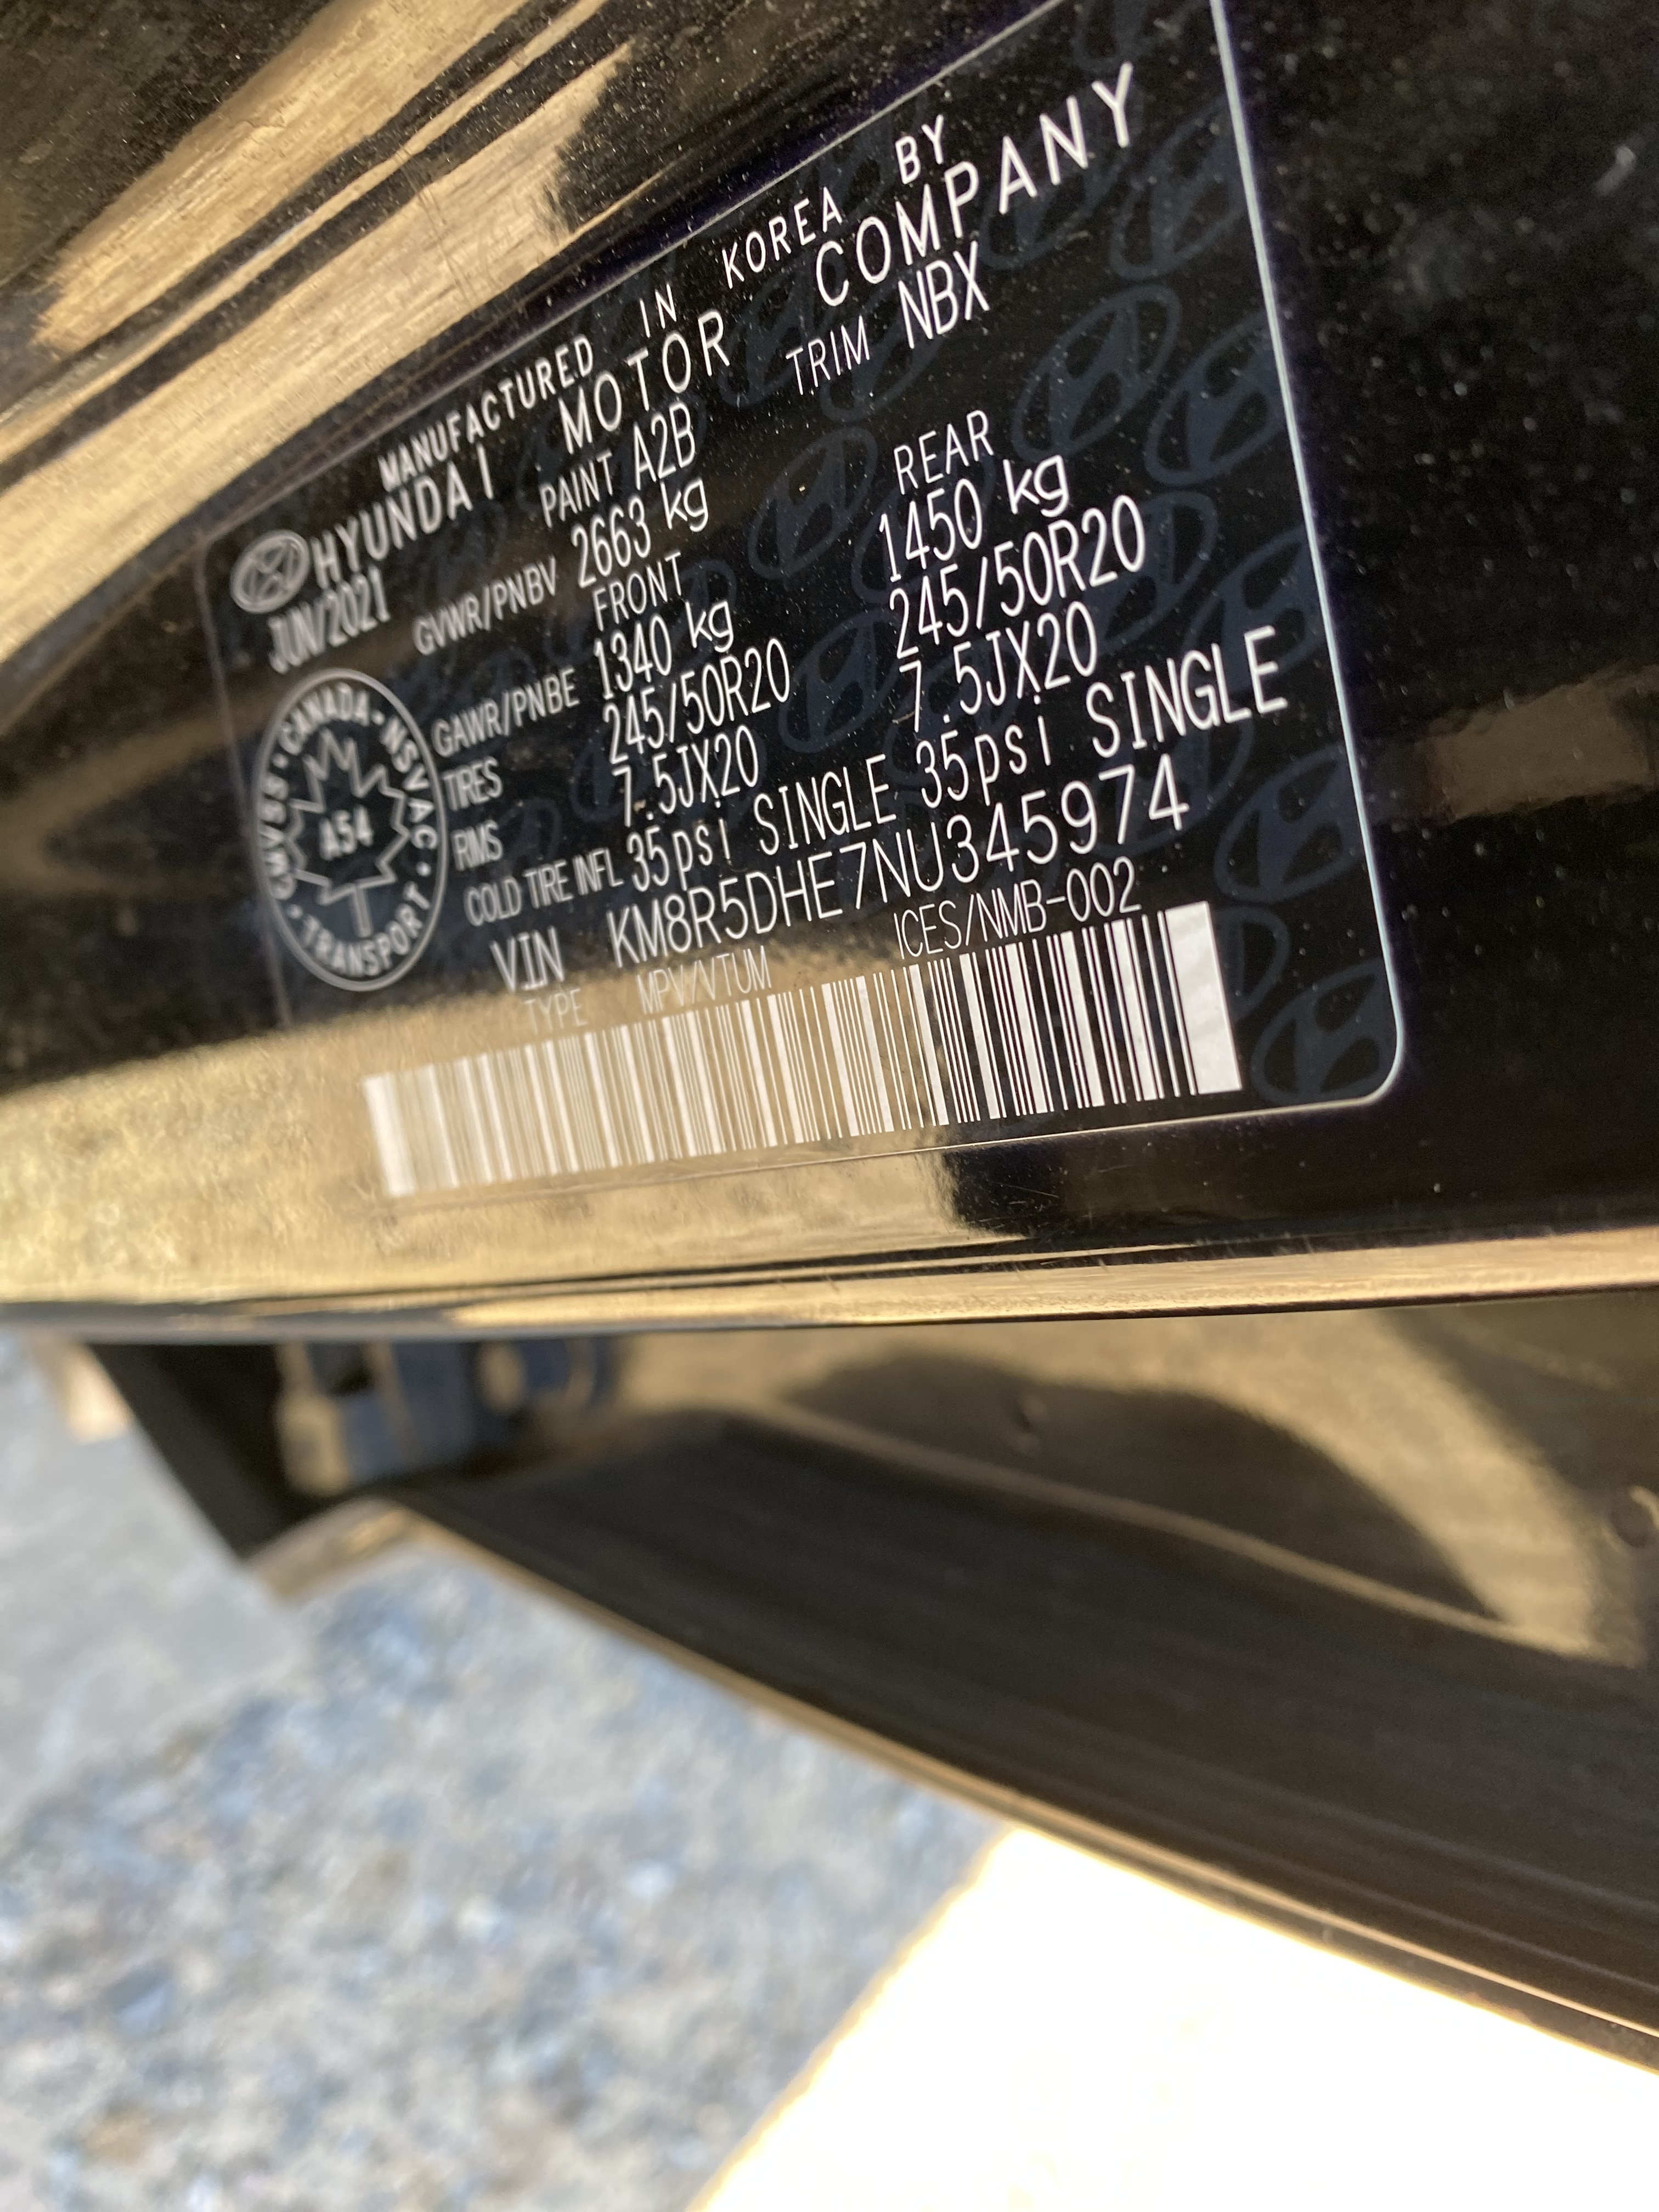 MANUFACTURED IN KOREA BY
HYUNDAI MOTOR COMPANY
JUN/2021 PAINT A2B TRIM NBX
GVWR/PNBV 2663 kg
FRONT REAR
GAWR/PNBE 1340 kg 1450 kg
TIRES 245/50R20 245/50R20
RIMS 7.5JX20 7.5JX20
COLD TIRE INFL 35psi SINGLE 35psi SINGLE
VIN KM8R5DHE7NU345974
TYPE MPV/VTUM ICES/NMB-002
CMVSS • CANADA • NSVAC • TRANSPORT •
A54